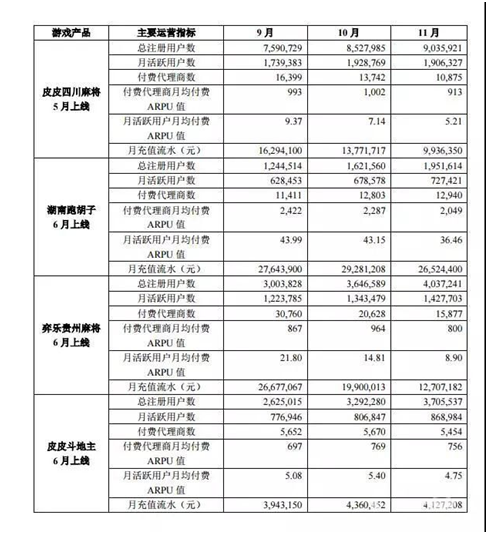 游戏产品 主要运营指标 9 月 10 月 11 月
皮皮四川麻将
5 月上线
总注册用户数 7,590,729 8,527,985 9,035,921
月活跃用户数 1,739,383 1,928,769 1,906,327
付费代理商数 16,399 13,742 10,875
付费代理商月均付费
ARPU 值
993 1,002 913
月活跃用户月均付费
ARPU 值
9.37 7.14 5.21
月充值流水（元） 16,294,100 13,771,717 9,936,350
湖南跑胡子
6 月上线
总注册用户数 1,244,514 1,621,560 1,951,614
月活跃用户数 628,453 678,578 727,421
付费代理商数 11,411 12,803 12,940
付费代理商月均付费
ARPU 值
2,422 2,287 2,049
月活跃用户月均付费
ARPU 值
43.99 43.15 36.46
月充值流水（元） 27,643,900 29,281,208 26,524,400
弈乐贵州麻将
6 月上线
总注册用户数 3,003,828 3,646,589 4,037,241
月活跃用户数 1,223,785 1,343,479 1,427,703
付费代理商数 30,760 20,628 15,877
付费代理商月均付费
ARPU 值
867 964 800
月活跃用户月均付费
ARPU 值
21.80 14.81 8.90
月充值流水（元） 26,677,067 19,900,013 12,707,182
皮皮斗地主
6 月上线
总注册用户数 2,625,015 3,292,280 3,705,537
月活跃用户数 776,946 806,847 868,984
付费代理商数 5,652 5,670 5,454
付费代理商月均付费
ARPU 值
697 769 756
月活跃用户月均付费
ARPU 值
5.08 5.40 4.75
月充值流水（元） 3,943,150 4,360,452 4,127,208